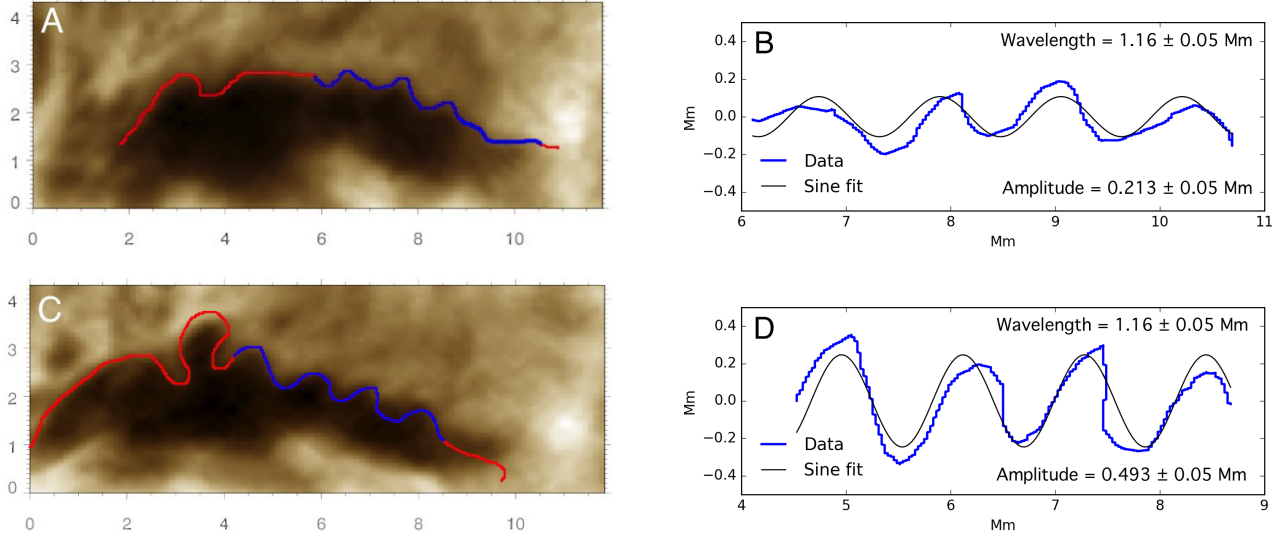 A
4
3
2
1
0
0 2 4 6 8 10
B
Wavelength = 1.16 ± 0.05 Mm
0.4
0.2
0.0
−0.2
−0.4
Mm
Data
Sine fit
Amplitude = 0.213 ± 0.05 Mm
6 7 8 9 10 11
Mm
C
4
3
2
1
0
0 2 4 6 8 10
D
Wavelength = 1.16 ± 0.05 Mm
0.4
0.2
0.0
−0.2
−0.4
Mm
Data
Sine fit
Amplitude = 0.493 ± 0.05 Mm
4 5 6 7 8 9
Mm